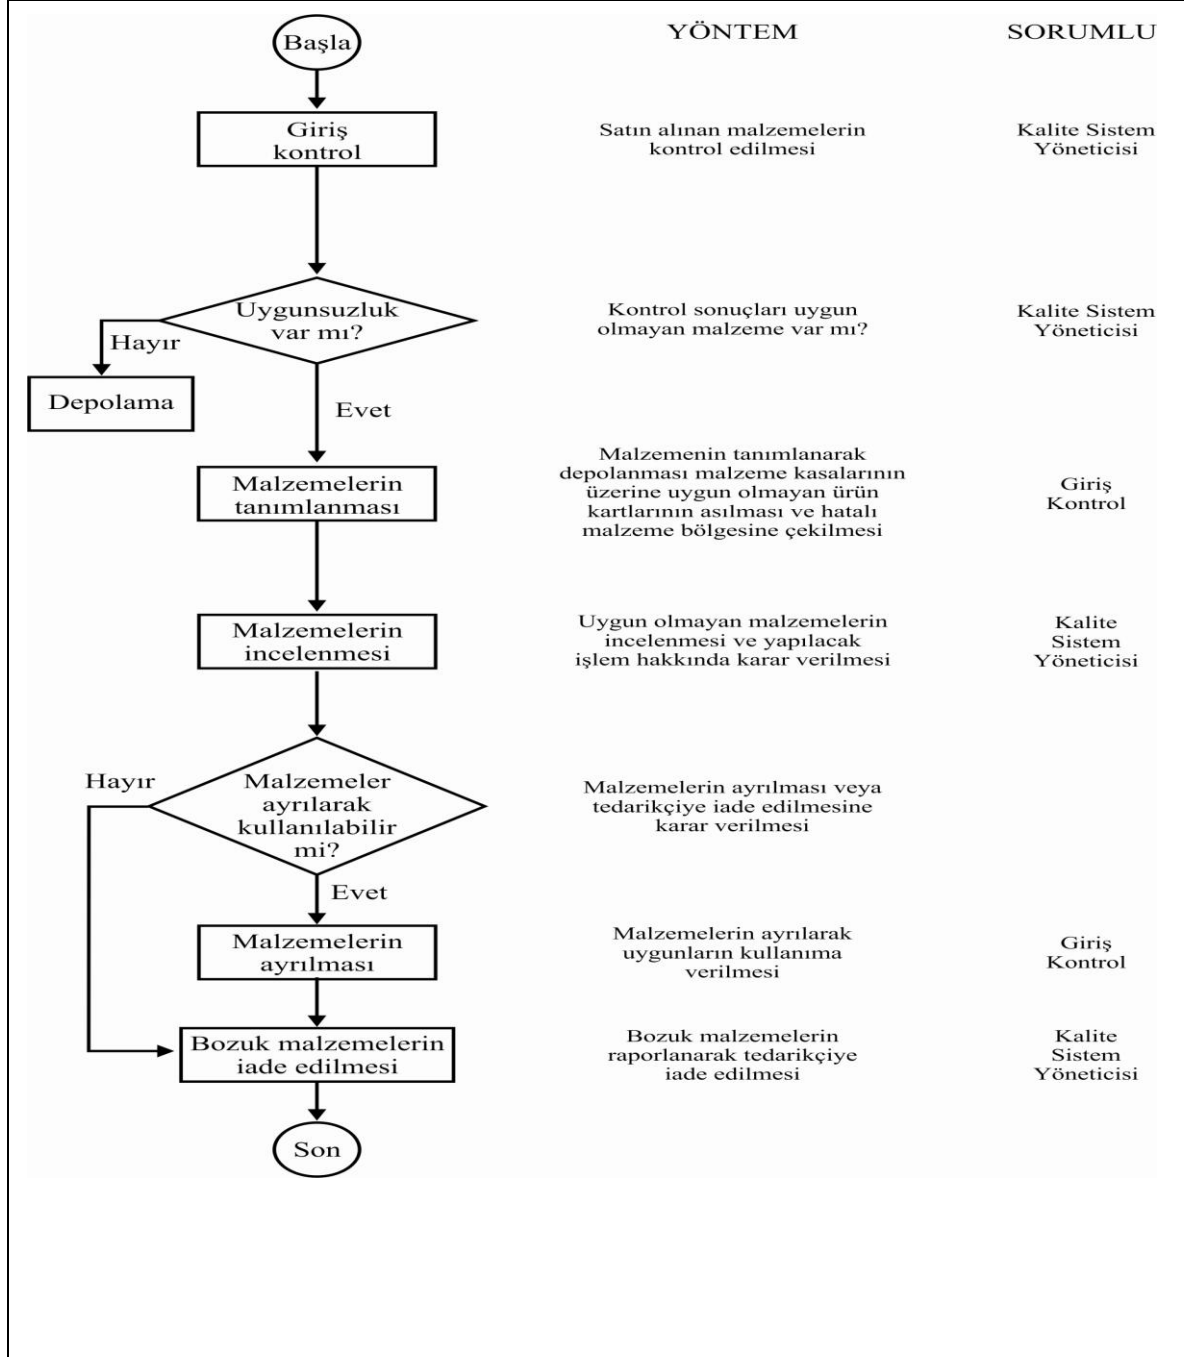 Başla
YÖNTEM
SORUMLU
Giriş
kontrol
Satın alınan malzemelerin
kontrol edilmesi
Kalite Sistem
Yöneticisi
Uygunsuzluk
var mı?
Kontrol sonuçları uygun
olmayan malzeme var mı?
Kalite Sistem
Yöneticisi
Hayır
Depolama
Evet
Malzemelerin
tanımlanması
Malzemenin tanımlanarak
depolanması malzeme kasalarının
üzerine uygun olmayan ürün
kartlarının asılması ve hatalı
malzeme bölgesine çekilmesi
Giriş
Kontrol
Malzemelerin
incelenmesi
Uygun olmayan malzemelerin
incelenmesi ve yapılacak
işlem hakkında karar verilmesi
Kalite
Sistem
Yöneticisi
Hayır
Malzemeler
ayrılarak
kullanılabilir
mi?
Malzemelerin ayrılması veya
tedarikçiye iade edilmesine
karar verilmesi
Evet
Malzemelerin
ayrılması
Malzemelerin ayrılarak
uygunların kullanıma
verilmesi
Giriş
Kontrol
Bozuk malzemelerin
iade edilmesi
Bozuk malzemelerin
raporlanarak tedarikçiye
iade edilmesi
Kalite
Sistem
Yöneticisi
Son